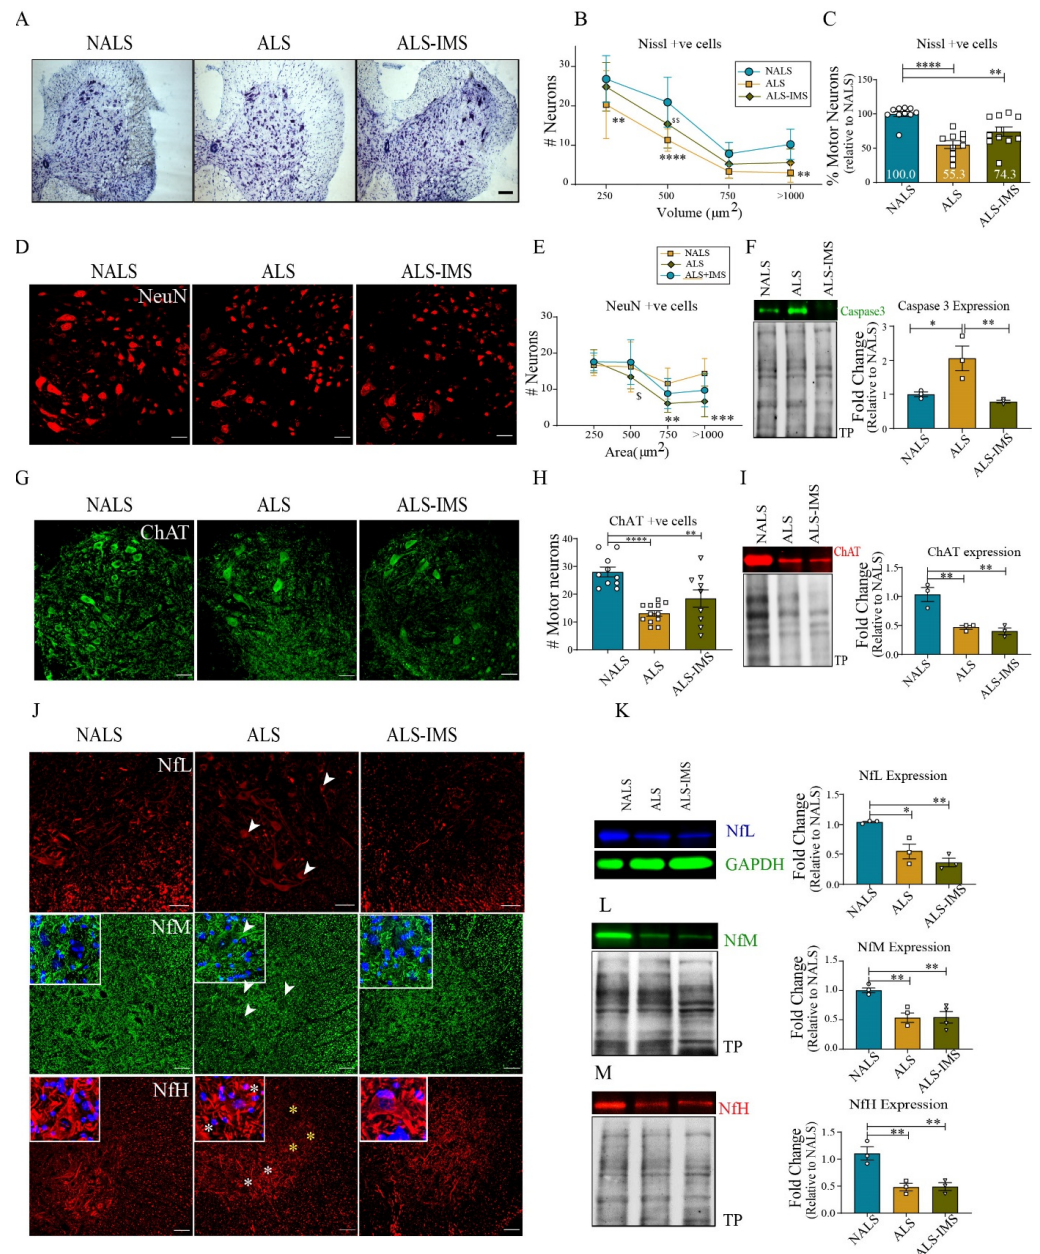 A
NALS
ALS
ALS-IMS
B
Nissl +ve cells
30
20
10
0
# Neurons
NALS
ALS
ALS-IMS
**
$$
****
**
250
500
750
>1000
Volume (μm²)
C
Nissl +ve cells
****
**
150
100
50
0
% Motor Neurons
(relative to NALS)
100.0
55.3
74.3
NALS
ALS
ALS-IMS
D
NALS
ALS
ALS-IMS
NeuN
E
NALS
ALS
ALS+IMS
NeuN +ve cells
30
20
10
0
# Neurons
$
**
***
250
500
750
>1000
Area(μm²)
F
NALS
ALS
ALS-IMS
Caspase3
TP
Caspase 3 Expression
*
**
3
2
1
0
Fold Change
(Relative to NALS)
NALS
ALS
ALS-IMS
G
NALS
ALS
ALS-IMS
ChAT
H
ChAT +ve cells
****
**
40
30
20
10
0
# Motor neurons
NALS
ALS
ALS-IMS
I
NALS
ALS
ALS-IMS
ChAT
TP
ChAT expression
**
**
1.5
1.0
0.5
0.0
Fold Change
(Relative to NALS)
NALS
ALS
ALS-IMS
J
NALS
ALS
ALS-IMS
NfL
NfM
NfH
* * * * * * *
K
NALS
ALS
ALS-IMS
NfL
GAPDH
NfL Expression
**
*
1.5
1.0
0.5
0.0
Fold Change
(Relative to NALS)
NALS
ALS
ALS-IMS
L
NfM
TP
NfM Expression
**
**
1.5
1.0
0.5
0.0
Fold Change
(Relative to NALS)
NALS
ALS
ALS-IMS
M
NfH
TP
NfH Expression
**
**
1.5
1.0
0.5
0.0
Fold Change
(Relative to NALS)
NALS
ALS
ALS-IMS